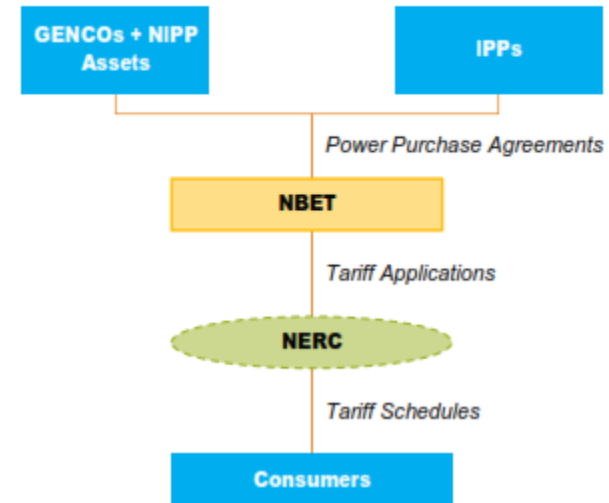 GENCOs + NIPP
Assets
IPPs
Power Purchase Agreements
NBET
Tariff Applications
NERC
Tariff Schedules
Consumers